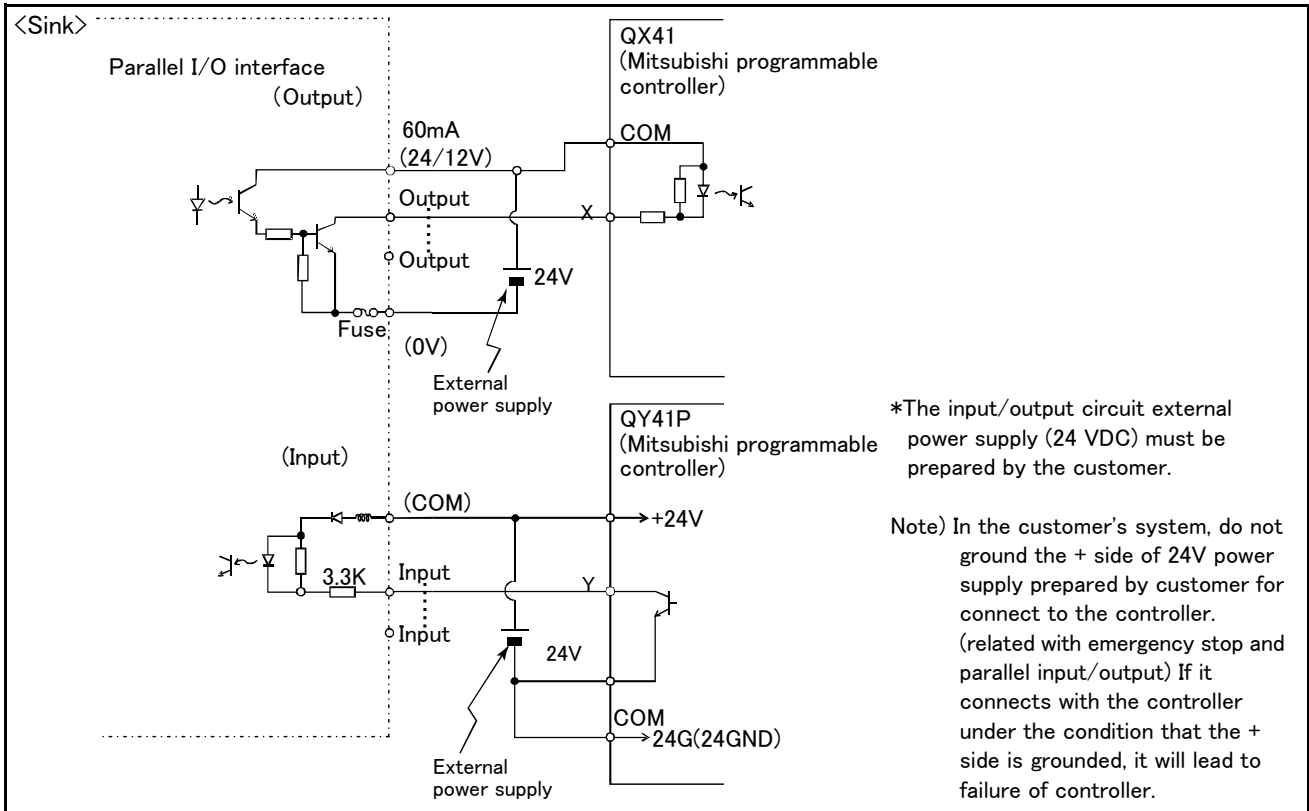 <Sink>
Parallel I/O interface
(Output)
QX41
(Mitsubishi programmable
controller)
60mA
(24/12V)
COM
Output
X
Output
24V
Fuse
(0V)
External
power supply
QY41P
(Mitsubishi programmable
controller)
(Input)
(COM)
+24V
3.3K
Input
Y
Input
24V
COM
24G(24GND)
External
power supply
*The input/output circuit external
power supply (24 VDC) must be
prepared by the customer.
Note) In the customer's system, do not
ground the + side of 24V power
supply prepared by customer for
connect to the controller.
(related with emergency stop and
parallel input/output) If it
connects with the controller
under the condition that the +
side is grounded, it will lead to
failure of controller.